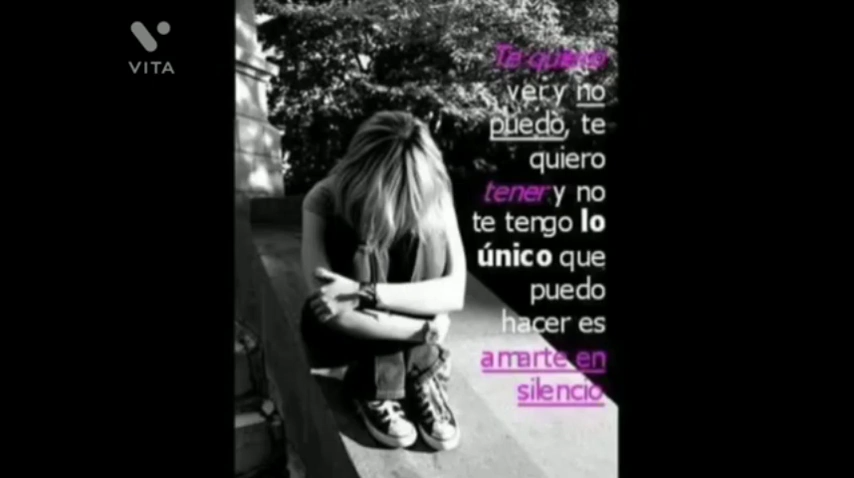 VITA
Te quiero
ver y no
puedo, te
quiero
tener y no
te tengo lo
único que
puedo
hacer es
amarte en
silencio